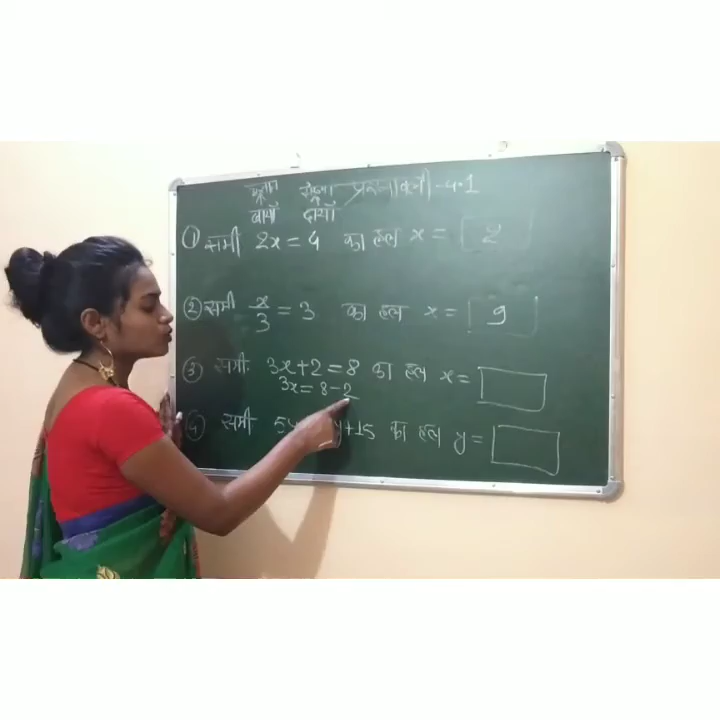 प्रश्नावली-4.1
बायाँ दायाँ
① समी 2x = 4 का हल x = 2
② समी x/3 = 3 का हल x = 9
③ समी: 3x+2 = 8 का हल x =
3x = 8-2
④ समी 5y +15 का हल y =